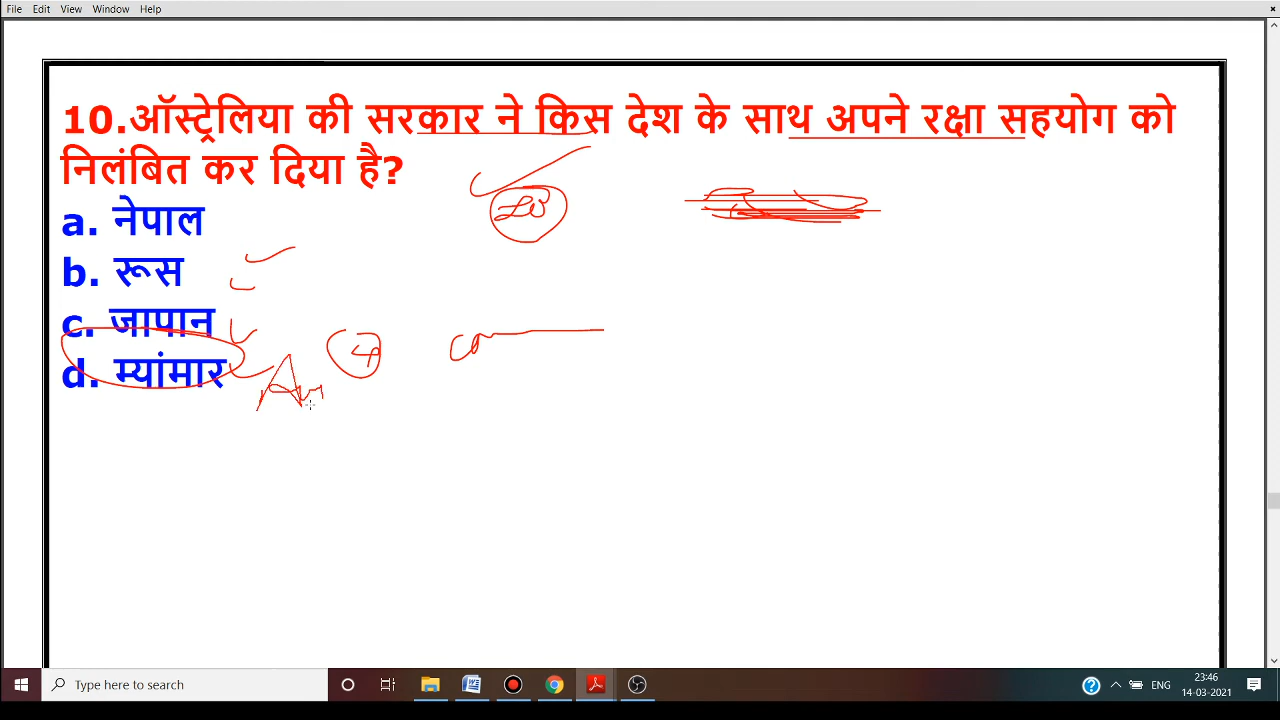 File Edit View Window Help
10.ऑस्ट्रेलिया की सरकार ने किस देश के साथ अपने रक्षा सहयोग को
निलंबित कर दिया है?
a. नेपाल
b. रूस
c. जापान
d. म्यांमार
Type here to search
ENG
23:46
14-03-2021